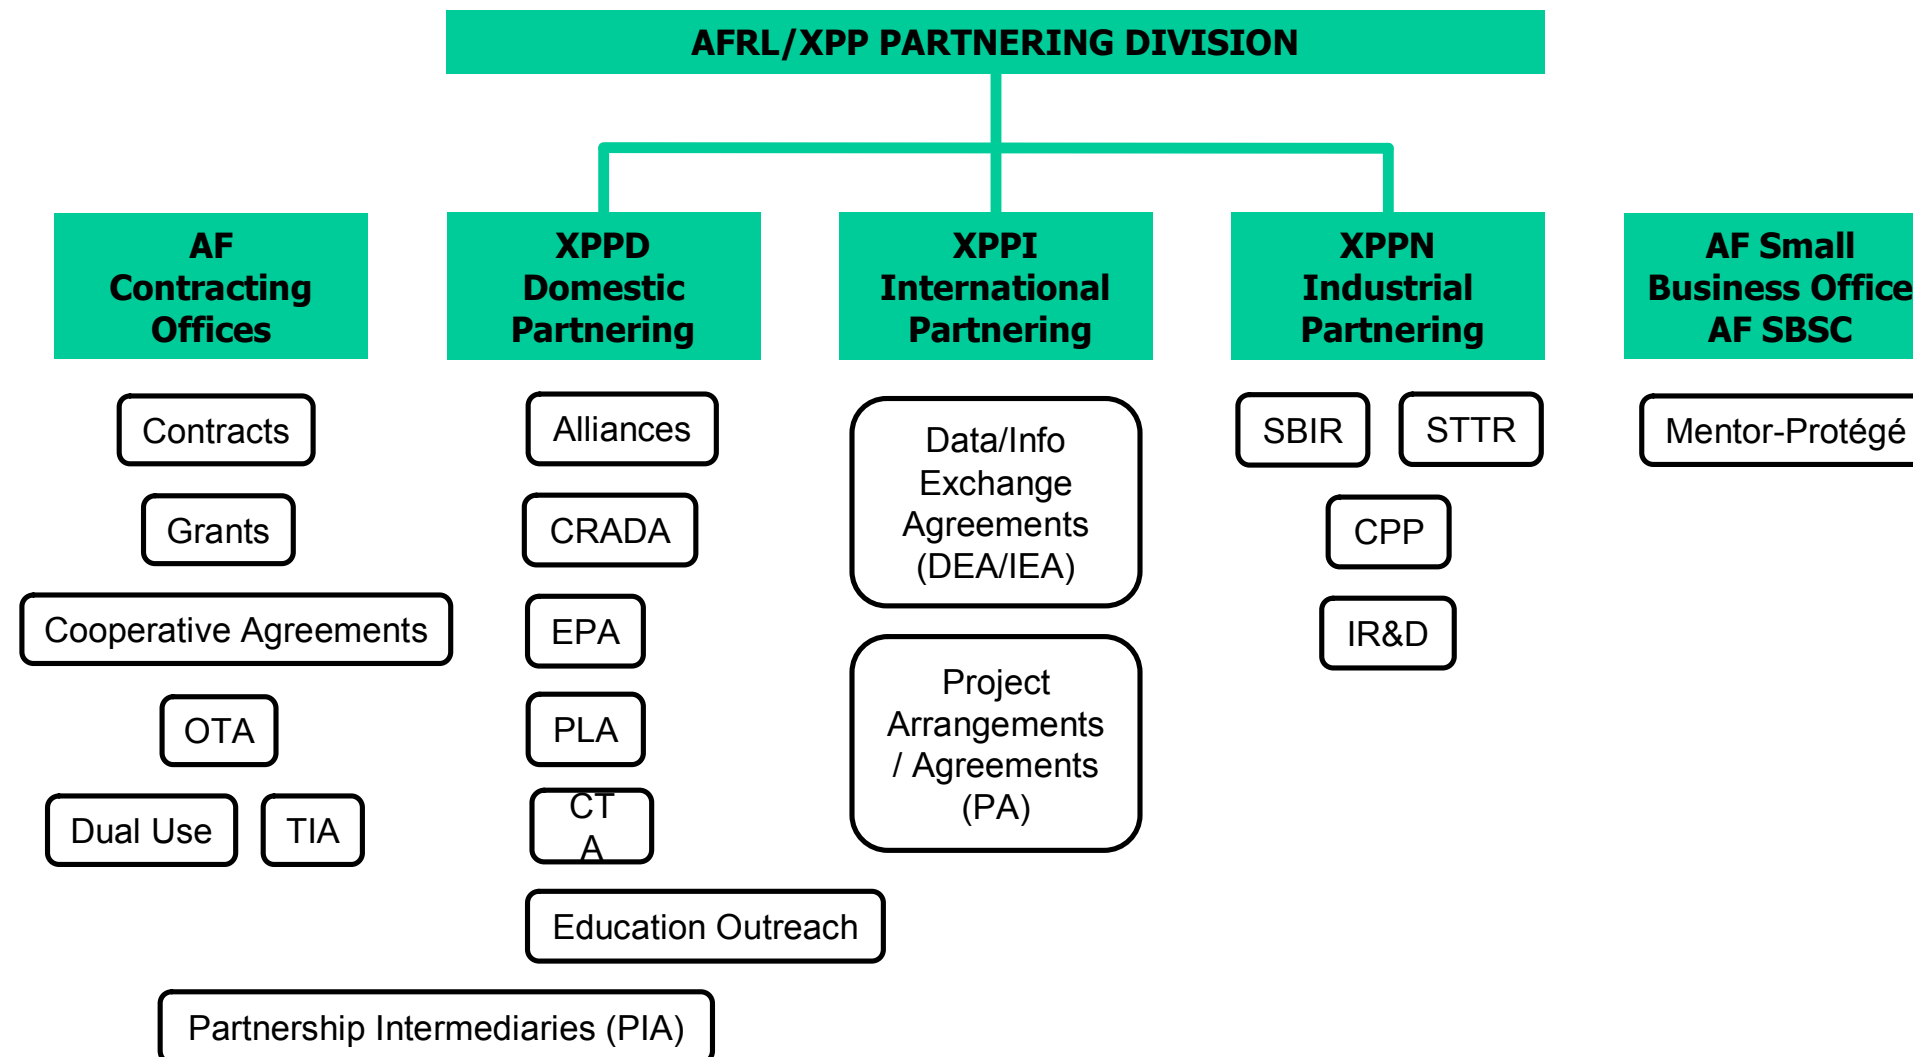 AFRL/XPP PARTNERING DIVISION
AF
Contracting
Offices
XPPD
Domestic
Partnering
XPPI
International
Partnering
XPPN
Industrial
Partnering
AF Small
Business Office
AF SBSC
Contracts
Grants
Cooperative Agreements
OTA
Dual Use
TIA
Alliances
CRADA
EPA
PLA
CT
A
Education Outreach
Partnership Intermediaries (PIA)
Data/Info
Exchange
Agreements
(DEA/IEA)
Project
Arrangements
/ Agreements
(PA)
SBIR
STTR
CPP
IR&D
Mentor-Protégé